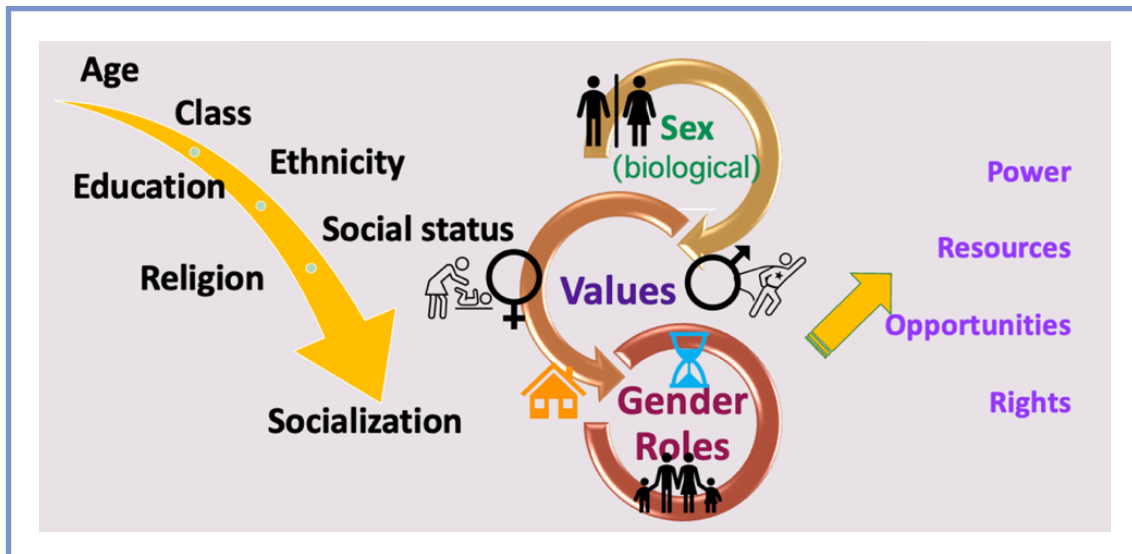 Age
Class
Ethnicity
Education
Social status
Religion
Socialization
Sex
(biological)
Values
Gender
Roles
Power
Resources
Opportunities
Rights